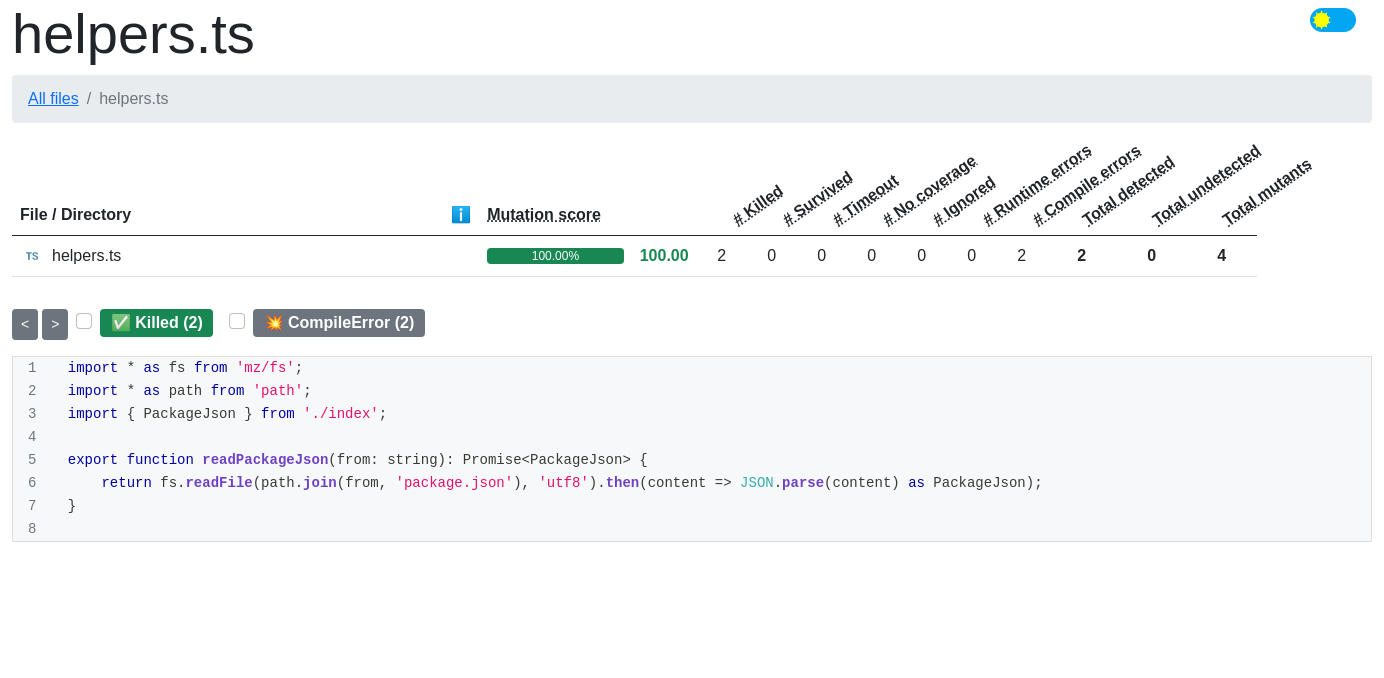 helpers.ts
All files / helpers.ts
File / Directory ℹ️ Mutation score # Killed # Survived # Timeout # No coverage # Ignored # Runtime errors # Compile errors Total detected Total undetected Total mutants
TS helpers.ts 100.00% 100.00 2 0 0 0 0 0 2 2 0 4
< > ✅ Killed (2) 💥 CompileError (2)
1 import * as fs from 'mz/fs';
2 import * as path from 'path';
3 import { PackageJson } from './index';
4
5 export function readPackageJson(from: string): Promise<PackageJson> {
6     return fs.readFile(path.join(from, 'package.json'), 'utf8').then(content => JSON.parse(content) as PackageJson);
7 }
8